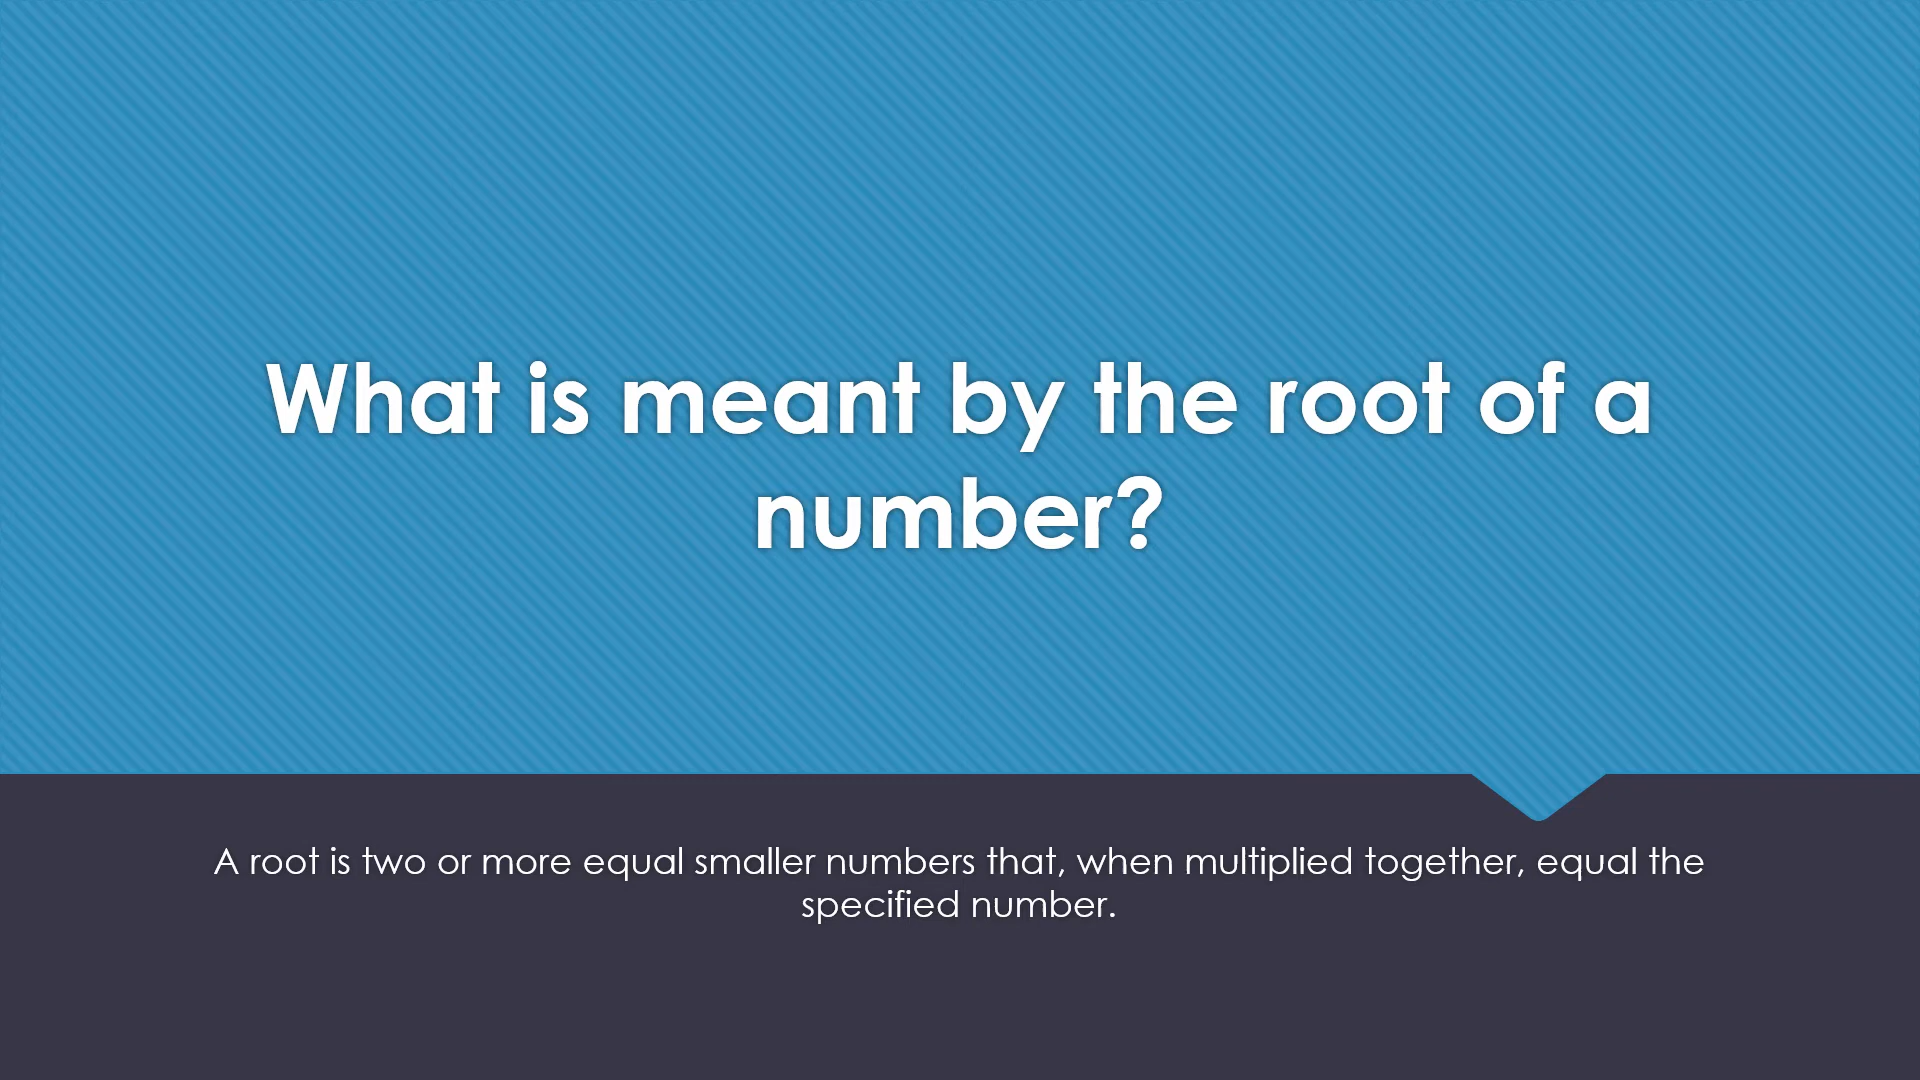 What is meant by the root of a
number?
A root is two or more equal smaller numbers that, when multiplied together, equal the
specified number.